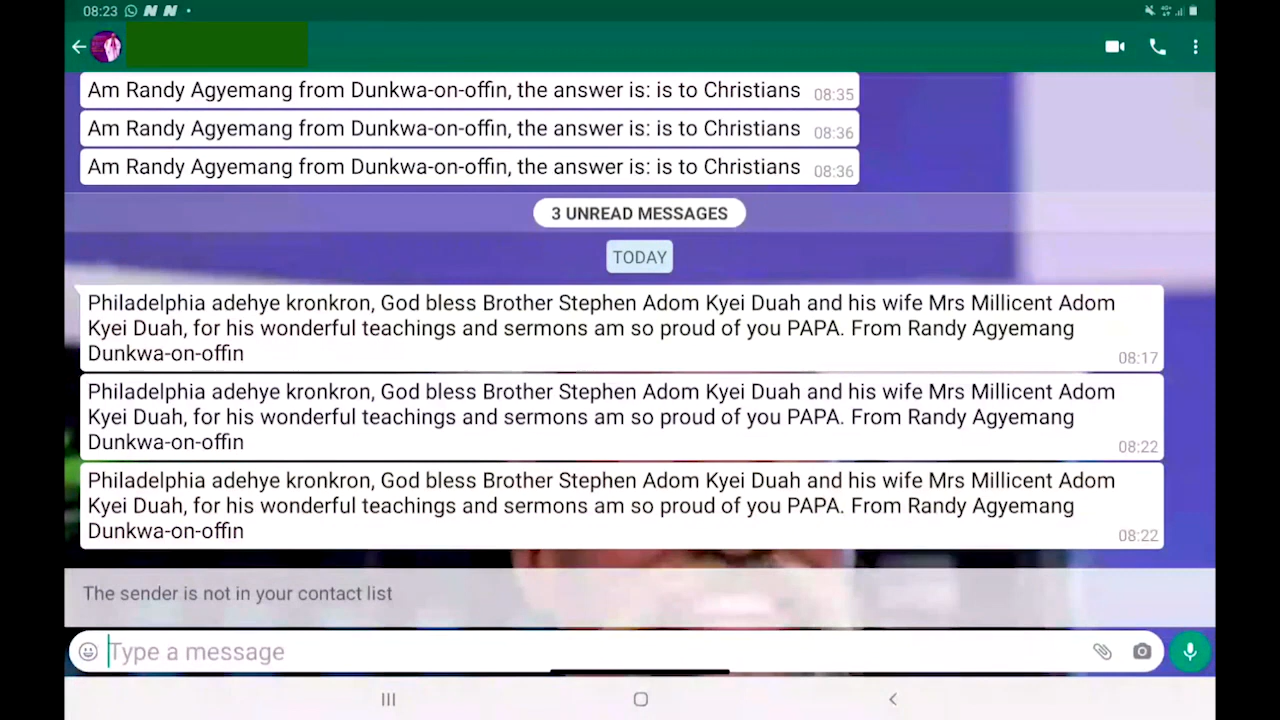 08:23
Am Randy Agyemang from Dunkwa-on-offin, the answer is: is to Christians 08:35
Am Randy Agyemang from Dunkwa-on-offin, the answer is: is to Christians 08:36
Am Randy Agyemang from Dunkwa-on-offin, the answer is: is to Christians 08:36
3 UNREAD MESSAGES
TODAY
Philadelphia adehye kronkron, God bless Brother Stephen Adom Kyei Duah and his wife Mrs Millicent Adom
Kyei Duah, for his wonderful teachings and sermons am so proud of you PAPA. From Randy Agyemang
Dunkwa-on-offin 08:17
Philadelphia adehye kronkron, God bless Brother Stephen Adom Kyei Duah and his wife Mrs Millicent Adom
Kyei Duah, for his wonderful teachings and sermons am so proud of you PAPA. From Randy Agyemang
Dunkwa-on-offin 08:22
Philadelphia adehye kronkron, God bless Brother Stephen Adom Kyei Duah and his wife Mrs Millicent Adom
Kyei Duah, for his wonderful teachings and sermons am so proud of you PAPA. From Randy Agyemang
Dunkwa-on-offin 08:22
The sender is not in your contact list
Type a message